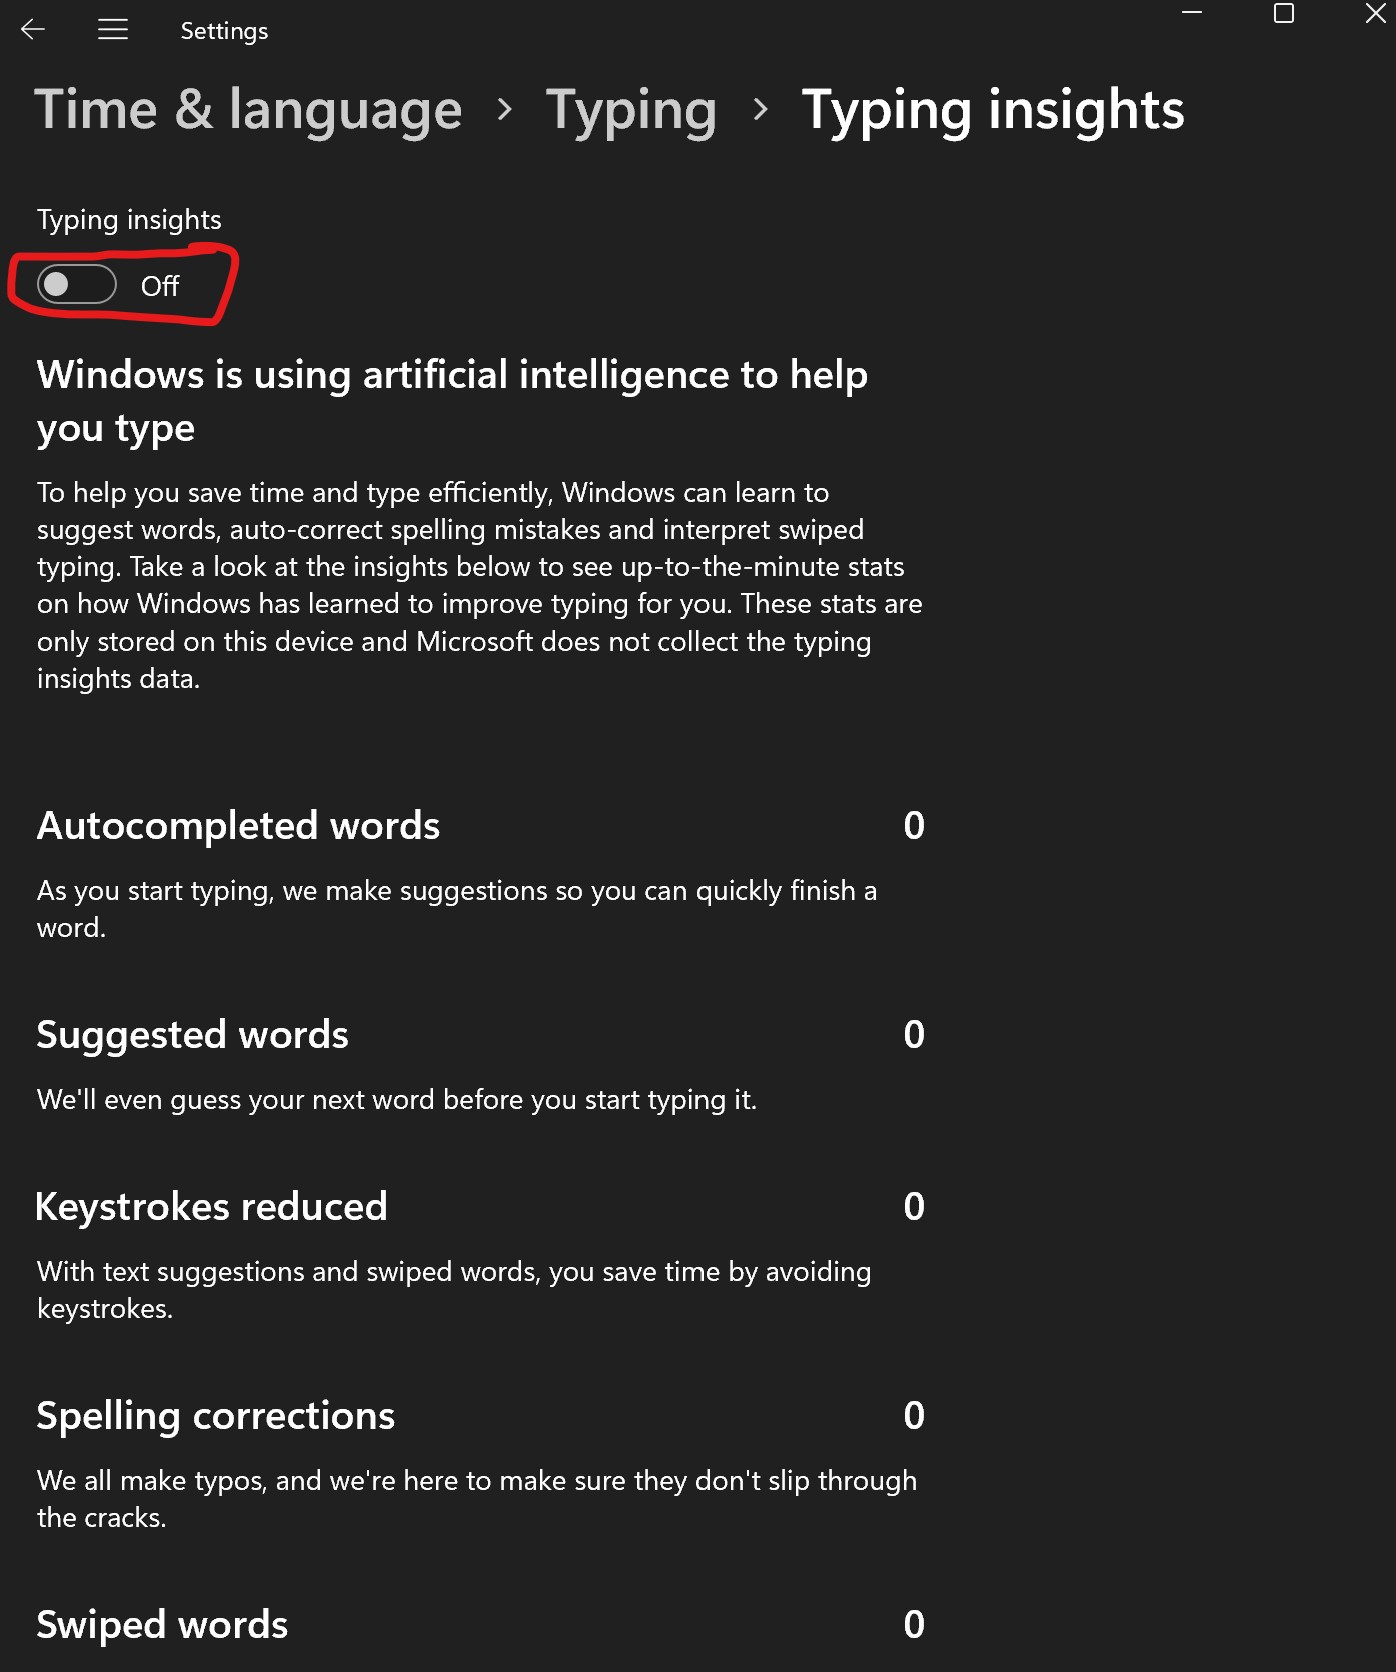 Settings
Time & language > Typing > Typing insights
Typing insights
Off
Windows is using artificial intelligence to help
you type
To help you save time and type efficiently, Windows can learn to
suggest words, auto-correct spelling mistakes and interpret swiped
typing. Take a look at the insights below to see up-to-the-minute stats
on how Windows has learned to improve typing for you. These stats are
only stored on this device and Microsoft does not collect the typing
insights data.
Autocompleted words 0
As you start typing, we make suggestions so you can quickly finish a
word.
Suggested words 0
We'll even guess your next word before you start typing it.
Keystrokes reduced 0
With text suggestions and swiped words, you save time by avoiding
keystrokes.
Spelling corrections 0
We all make typos, and we're here to make sure they don't slip through
the cracks.
Swiped words 0